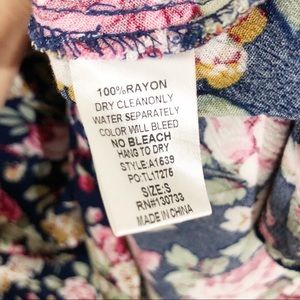 100%RAYON
DRY CLEANONLY
WATER SEPARATELY
COLOR WILL BLEED
NO BLEACH
HANG TO DRY
STYLE:A1639
PO:TL17276
SIZE:S
RN#130733
MADE IN CHINA